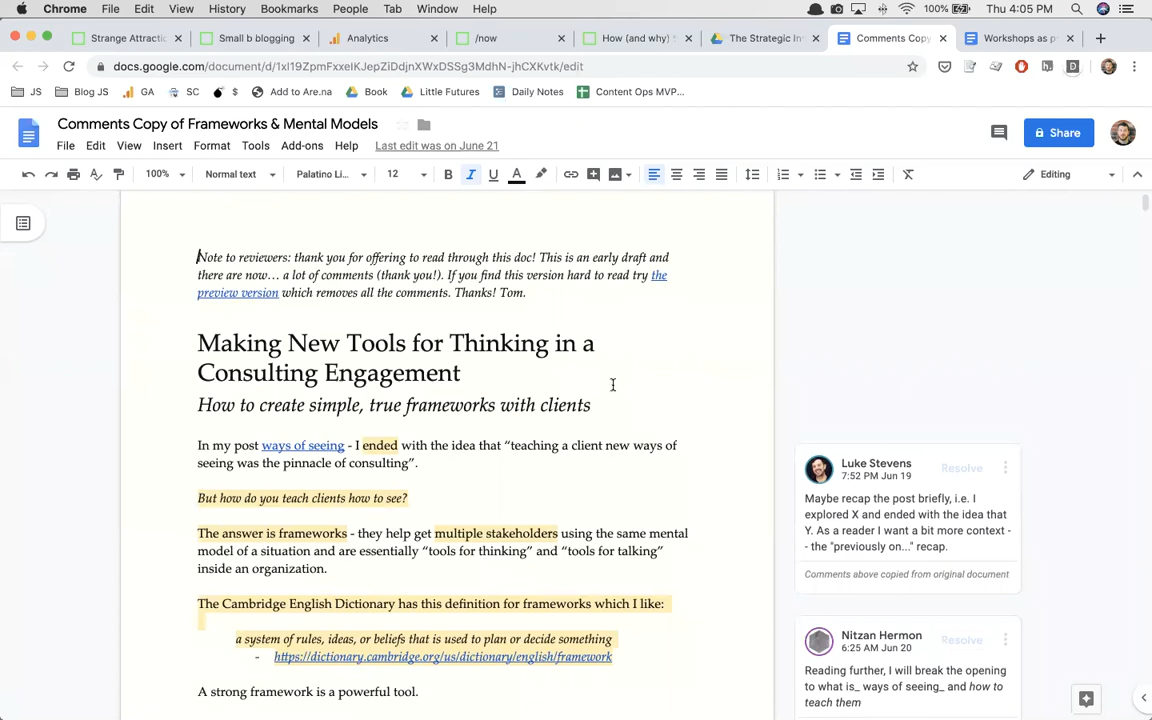 Chrome File Edit View History Bookmarks People Tab Window Help 100% Thu 4:05 PM
Strange Attracti Small b blogging Analytics /now How (and why) S The Strategic In Comments Copy Workshops as p
docs.google.com/document/d/1xl19ZpmFxxeIKJepZiDdjnXWxDSSg3MdhN-jhCXKvtk/edit
JS Blog JS GA SC $ Add to Are.na Book Little Futures Daily Notes Content Ops MVP...
Comments Copy of Frameworks & Mental Models
Share
File Edit View Insert Format Tools Add-ons Help Last edit was on June 21
100% Normal text Palatino Li... 12 B I U A Editing
Note to reviewers: thank you for offering to read through this doc! This is an early draft and
there are now… a lot of comments (thank you!). If you find this version hard to read try the
preview version which removes all the comments. Thanks! Tom.
Making New Tools for Thinking in a
Consulting Engagement
How to create simple, true frameworks with clients
In my post ways of seeing - I ended with the idea that “teaching a client new ways of
seeing was the pinnacle of consulting”.
But how do you teach clients how to see?
The answer is frameworks - they help get multiple stakeholders using the same mental
model of a situation and are essentially “tools for thinking” and “tools for talking”
inside an organization.
The Cambridge English Dictionary has this definition for frameworks which I like:
a system of rules, ideas, or beliefs that is used to plan or decide something
- https://dictionary.cambridge.org/us/dictionary/english/framework
A strong framework is a powerful tool.
Luke Stevens Resolve
7:52 PM Jun 19
Maybe recap the post briefly, i.e. I
explored X and ended with the idea that
Y. As a reader I want a bit more context -
- the "previously on..." recap.
Comments above copied from original document
Nitzan Hermon Resolve
6:25 AM Jun 20
Reading further, I will break the opening
to what is_ ways of seeing_ and how to
teach them